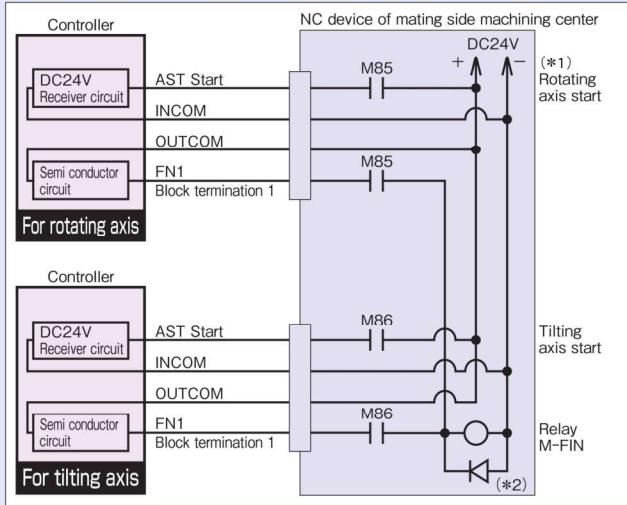 Controller
NC device of mating side machining center
DC24V
+
−
(*1)
Rotating
axis start
DC24V
Receiver circuit
AST Start
M85
INCOM
OUTCOM
Semi conductor
circuit
FN1
Block termination 1
M85
For rotating axis
Controller
DC24V
Receiver circuit
AST Start
M86
Tilting
axis start
INCOM
OUTCOM
Semi conductor
circuit
FN1
Block termination 1
M86
Relay
M-FIN
(*2)
For tilting axis